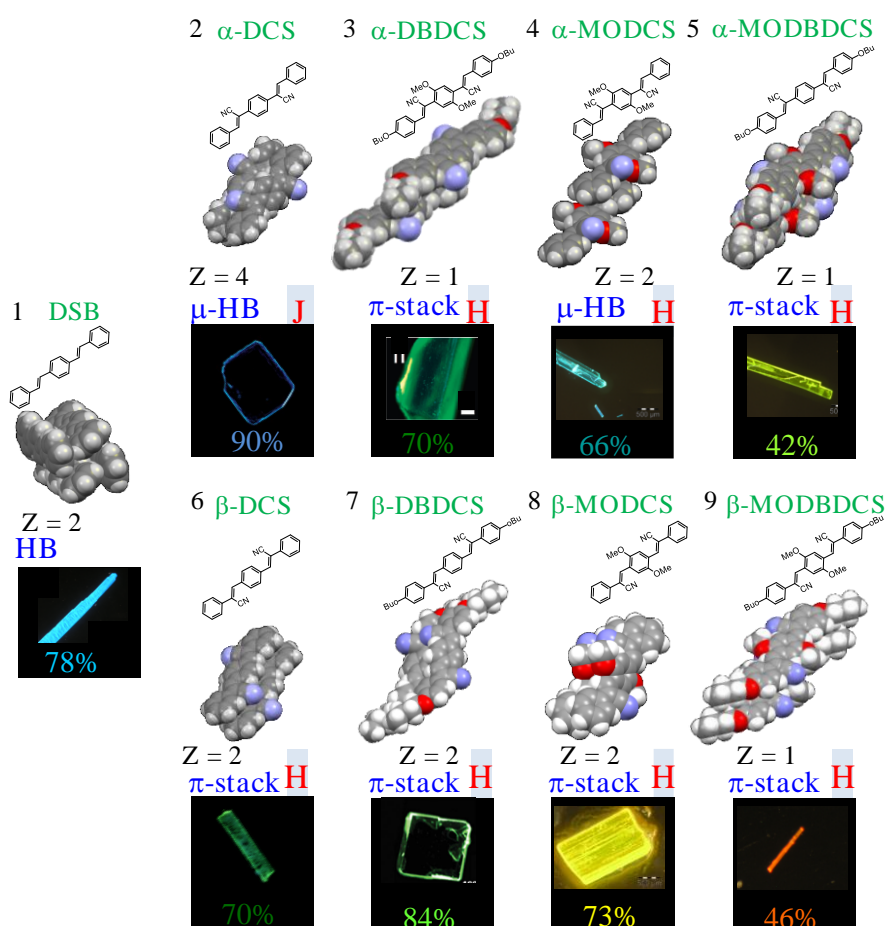 2 α-DCS
3 α-DBDCS
4 α-MODCS
5 α-MODBDCS
NC
CN
MeO
OBu
NC
CN
OMe
BuO
MeO
NC
CN
OMe
OBu
NC
CN
BuO
Z = 4
Z = 1
Z = 2
Z = 1
μ-HB J
π-stack H
μ-HB H
π-stack H
"
500 μm
50
90%
70%
66%
42%
1 DSB
Z = 2
HB
78%
6 β-DCS
7 β-DBDCS
8 β-MODCS
9 β-MODBDCS
NC
CN
OBu
NC
CN
BuO
MeO
NC
CN
OMe
OBu
MeO
NC
CN
OMe
BuO
Z = 2
Z = 2
Z = 2
Z = 1
π-stack H
π-stack H
π-stack H
π-stack H
70%
84%
73%
46%